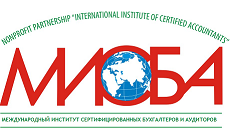 NONPROFIT PARTNERSHIP "INTERNATIONAL INSTITUTE OF CERTIFIED ACCOUNTANTS"
МИСБА
МЕЖДУНАРОДНЫЙ ИНСТИТУТ СЕРТИФИЦИРОВАННЫХ БУХГАЛТЕРОВ И АУДИТОРОВ